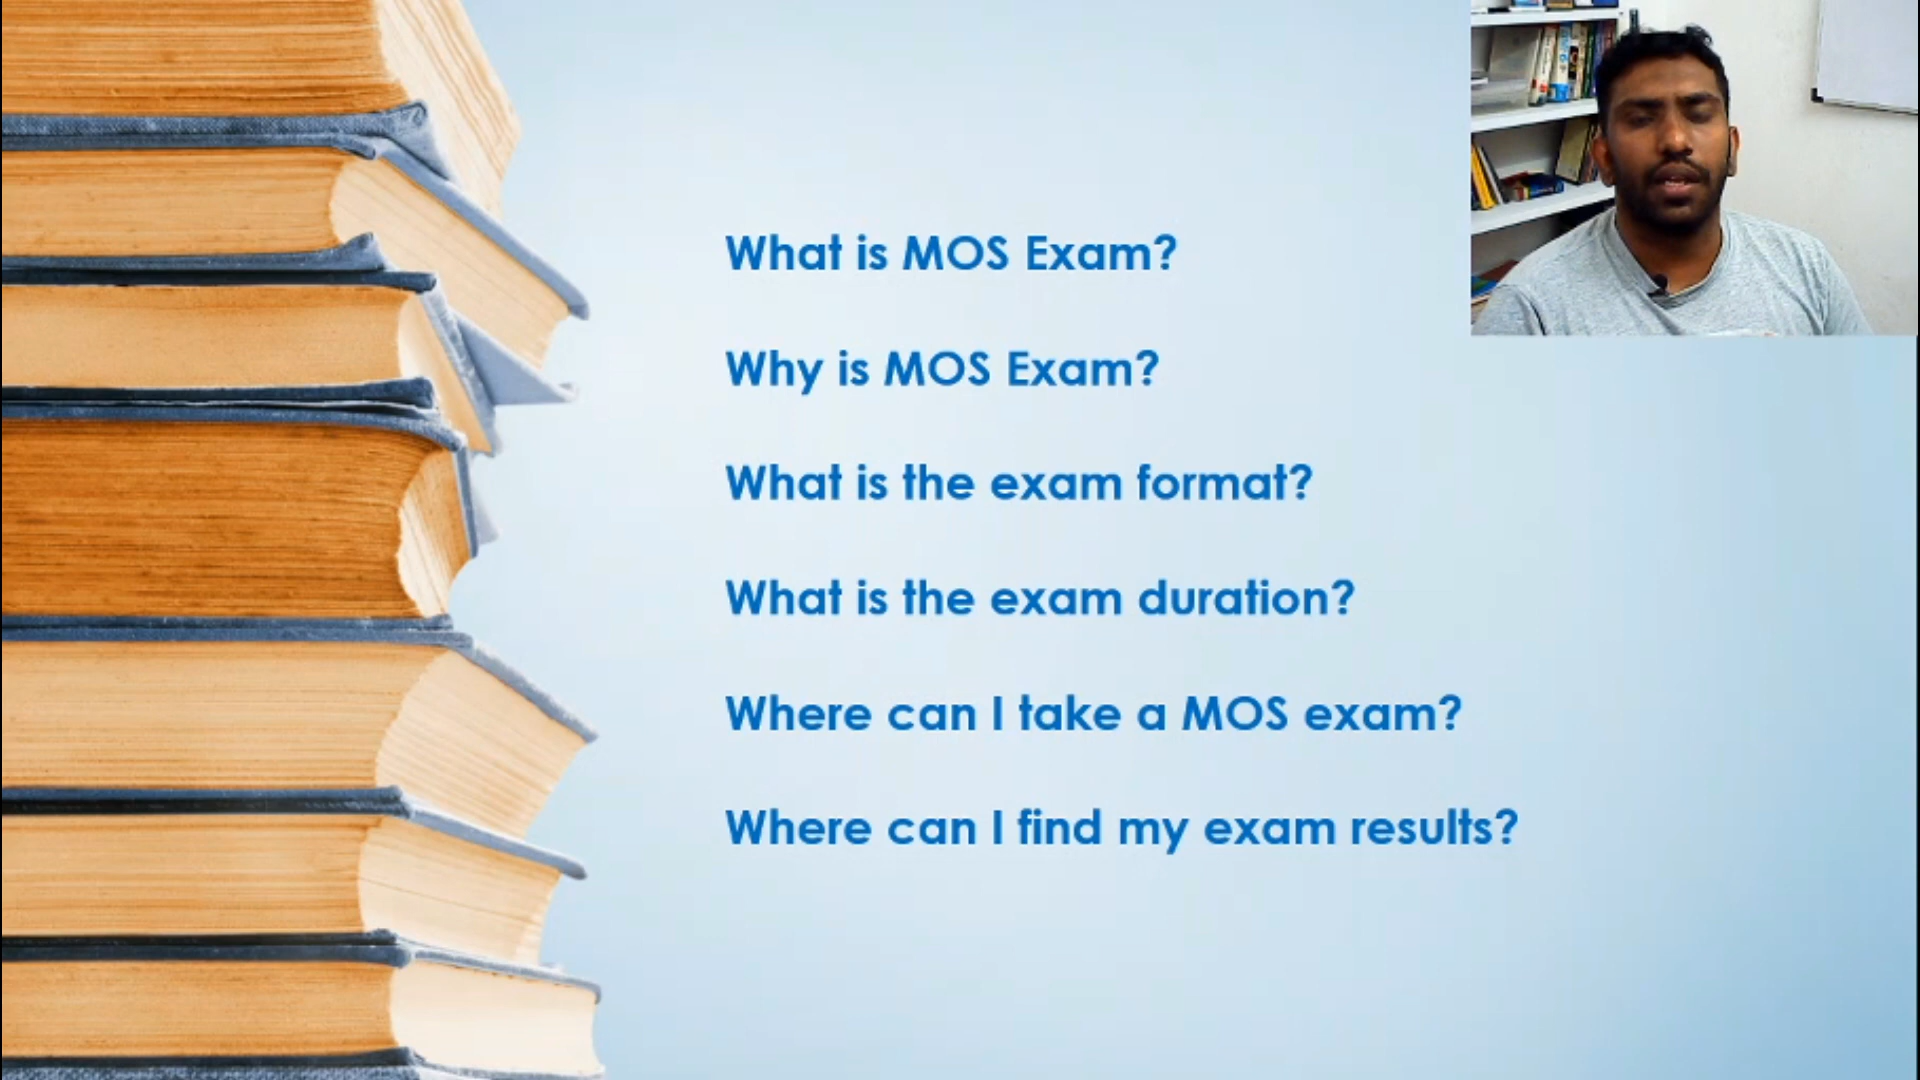 What is MOS Exam?
Why is MOS Exam?
What is the exam format?
What is the exam duration?
Where can I take a MOS exam?
Where can I find my exam results?